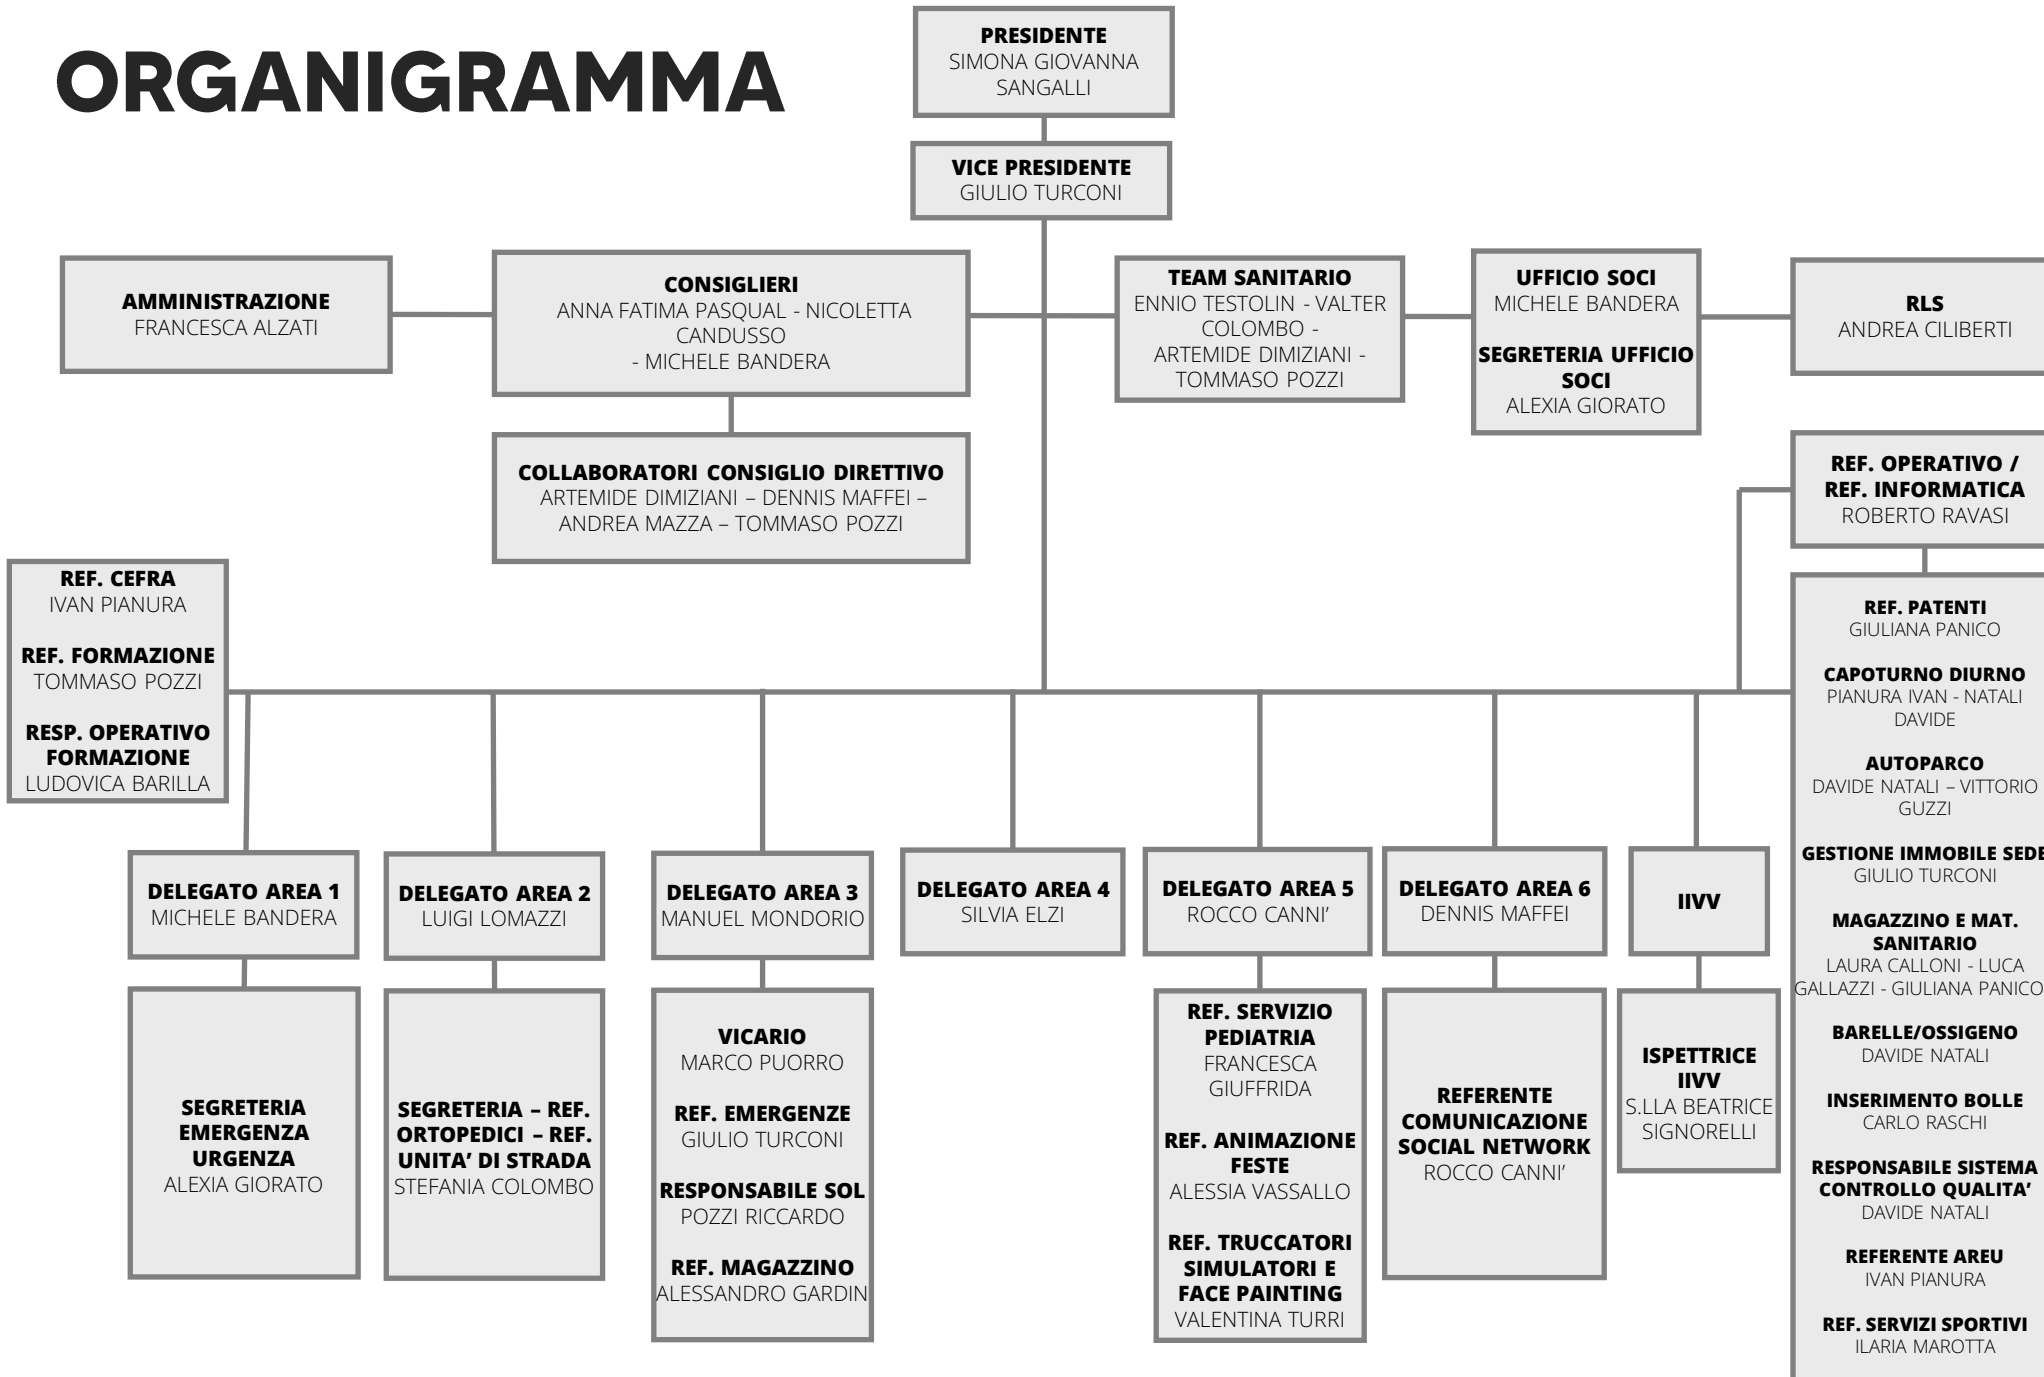 ORGANIGRAMMA
PRESIDENTE
SIMONA GIOVANNA
SANGALLI
VICE PRESIDENTE
GIULIO TURCONI
AMMINISTRAZIONE
FRANCESCA ALZATI
CONSIGLIERI
ANNA FATIMA PASQUAL - NICOLETTA
CANDUSSO
- MICHELE BANDERA
TEAM SANITARIO
ENNIO TESTOLIN - VALTER
COLOMBO -
ARTEMIDE DIMIZIANI -
TOMMASO POZZI
UFFICIO SOCI
MICHELE BANDERA
SEGRETERIA UFFICIO
SOCI
ALEXIA GIORATO
RLS
ANDREA CILIBERTI
COLLABORATORI CONSIGLIO DIRETTIVO
ARTEMIDE DIMIZIANI – DENNIS MAFFEI –
ANDREA MAZZA – TOMMASO POZZI
REF. OPERATIVO /
REF. INFORMATICA
ROBERTO RAVASI
REF. CEFRA
IVAN PIANURA
REF. FORMAZIONE
TOMMASO POZZI
RESP. OPERATIVO
FORMAZIONE
LUDOVICA BARILLA
REF. PATENTI
GIULIANA PANICO
CAPOTURNO DIURNO
PIANURA IVAN - NATALI
DAVIDE
AUTOPARCO
DAVIDE NATALI – VITTORIO
GUZZI
GESTIONE IMMOBILE SEDE
GIULIO TURCONI
MAGAZZINO E MAT.
SANITARIO
LAURA CALLONI - LUCA
GALLAZZI - GIULIANA PANICO
BARELLE/OSSIGENO
DAVIDE NATALI
INSERIMENTO BOLLE
CARLO RASCHI
RESPONSABILE SISTEMA
CONTROLLO QUALITA’
DAVIDE NATALI
REFERENTE AREU
IVAN PIANURA
REF. SERVIZI SPORTIVI
ILARIA MAROTTA
DELEGATO AREA 1
MICHELE BANDERA
DELEGATO AREA 2
LUIGI LOMAZZI
DELEGATO AREA 3
MANUEL MONDORIO
DELEGATO AREA 4
SILVIA ELZI
DELEGATO AREA 5
ROCCO CANNI’
DELEGATO AREA 6
DENNIS MAFFEI
IIVV
SEGRETERIA
EMERGENZA
URGENZA
ALEXIA GIORATO
SEGRETERIA – REF.
ORTOPEDICI – REF.
UNITA’ DI STRADA
STEFANIA COLOMBO
VICARIO
MARCO PUORRO
REF. EMERGENZE
GIULIO TURCONI
RESPONSABILE SOL
POZZI RICCARDO
REF. MAGAZZINO
ALESSANDRO GARDIN
REF. SERVIZIO
PEDIATRIA
FRANCESCA
GIUFFRIDA
REF. ANIMAZIONE
FESTE
ALESSIA VASSALLO
REF. TRUCCATORI
SIMULATORI E
FACE PAINTING
VALENTINA TURRI
REFERENTE
COMUNICAZIONE
SOCIAL NETWORK
ROCCO CANNI’
ISPETTRICE
IIVV
S.LLA BEATRICE
SIGNORELLI